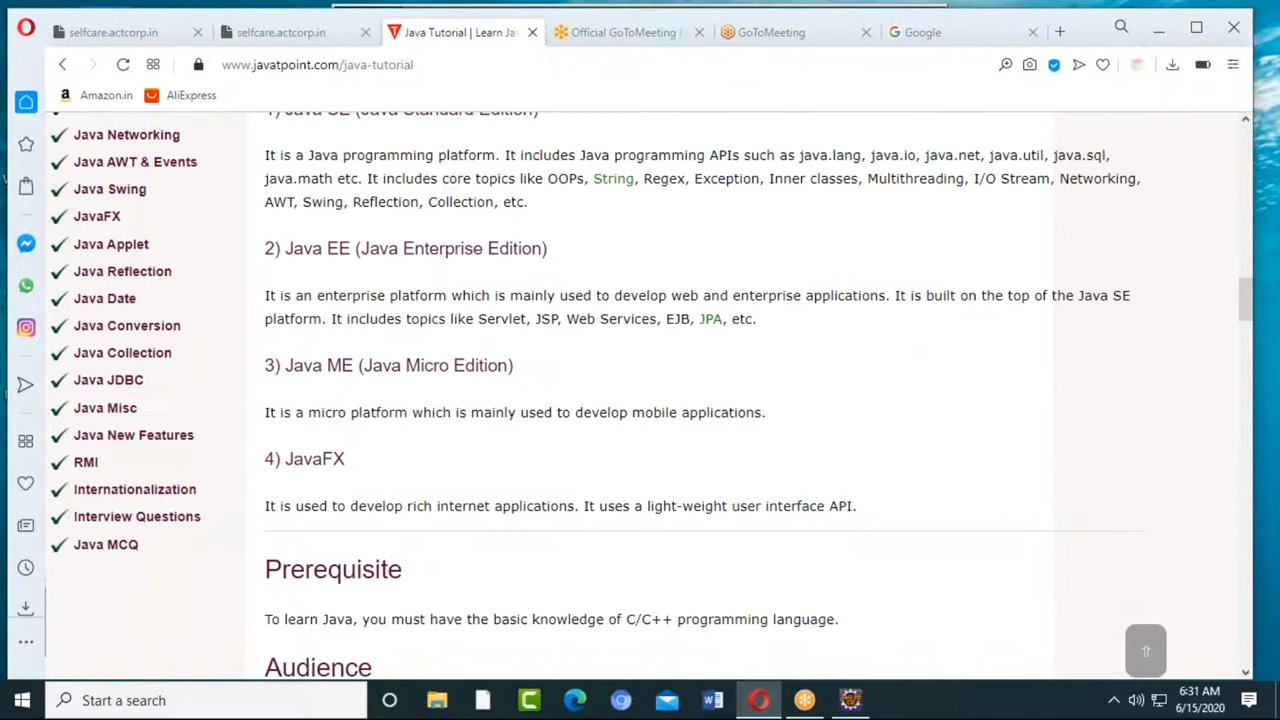 selfcare.actcorp.in
selfcare.actcorp.in
Java Tutorial | Learn Ja
Official GoToMeeting
GoToMeeting
Google
www.javatpoint.com/java-tutorial
Amazon.in
AliExpress
Java Networking
Java AWT & Events
Java Swing
JavaFX
Java Applet
Java Reflection
Java Date
Java Conversion
Java Collection
Java JDBC
Java Misc
Java New Features
RMI
Internationalization
Interview Questions
Java MCQ
1) Java SE (Java Standard Edition)
It is a Java programming platform. It includes Java programming APIs such as java.lang, java.io, java.net, java.util, java.sql,
java.math etc. It includes core topics like OOPs, String, Regex, Exception, Inner classes, Multithreading, I/O Stream, Networking,
AWT, Swing, Reflection, Collection, etc.
2) Java EE (Java Enterprise Edition)
It is an enterprise platform which is mainly used to develop web and enterprise applications. It is built on the top of the Java SE
platform. It includes topics like Servlet, JSP, Web Services, EJB, JPA, etc.
3) Java ME (Java Micro Edition)
It is a micro platform which is mainly used to develop mobile applications.
4) JavaFX
It is used to develop rich internet applications. It uses a light-weight user interface API.
Prerequisite
To learn Java, you must have the basic knowledge of C/C++ programming language.
Audience
Start a search
6:31 AM
6/15/2020